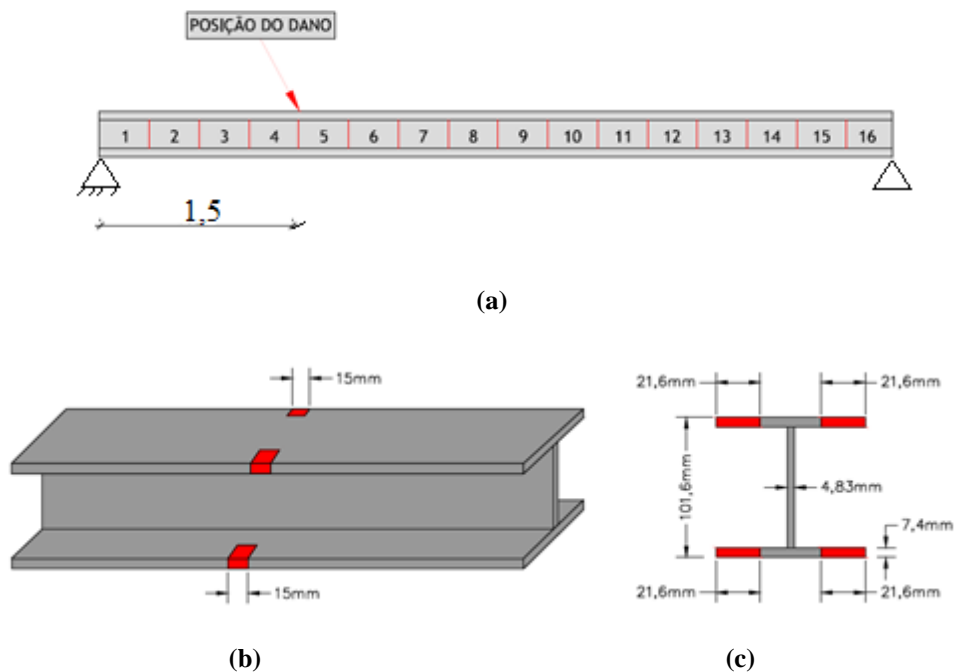 POSIÇÃO DO DANO
1 2 3 4 5 6 7 8 9 10 11 12 13 14 15 16
1,5
(a)
15mm
15mm
(b)
21,6mm 21,6mm
101,6mm
4,83mm
7,4mm
21,6mm 21,6mm
(c)